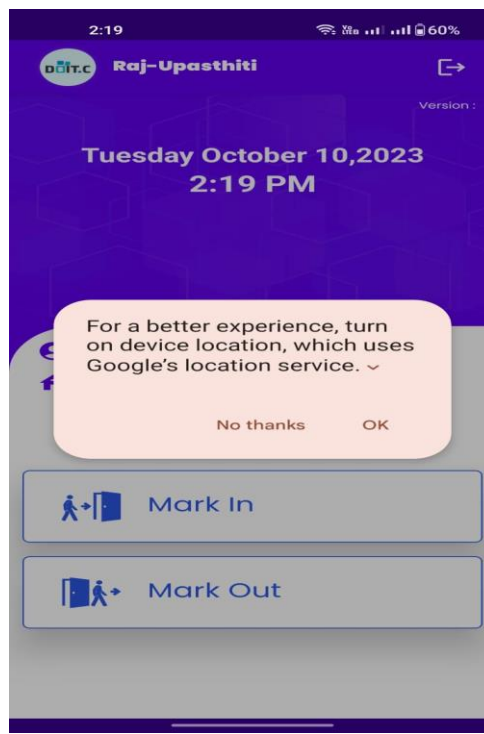 2:19 60%
DOIT.C Raj-Upasthiti
Version :
Tuesday October 10,2023
2:19 PM
For a better experience, turn
on device location, which uses
Google's location service.
No thanks OK
Mark In
Mark Out